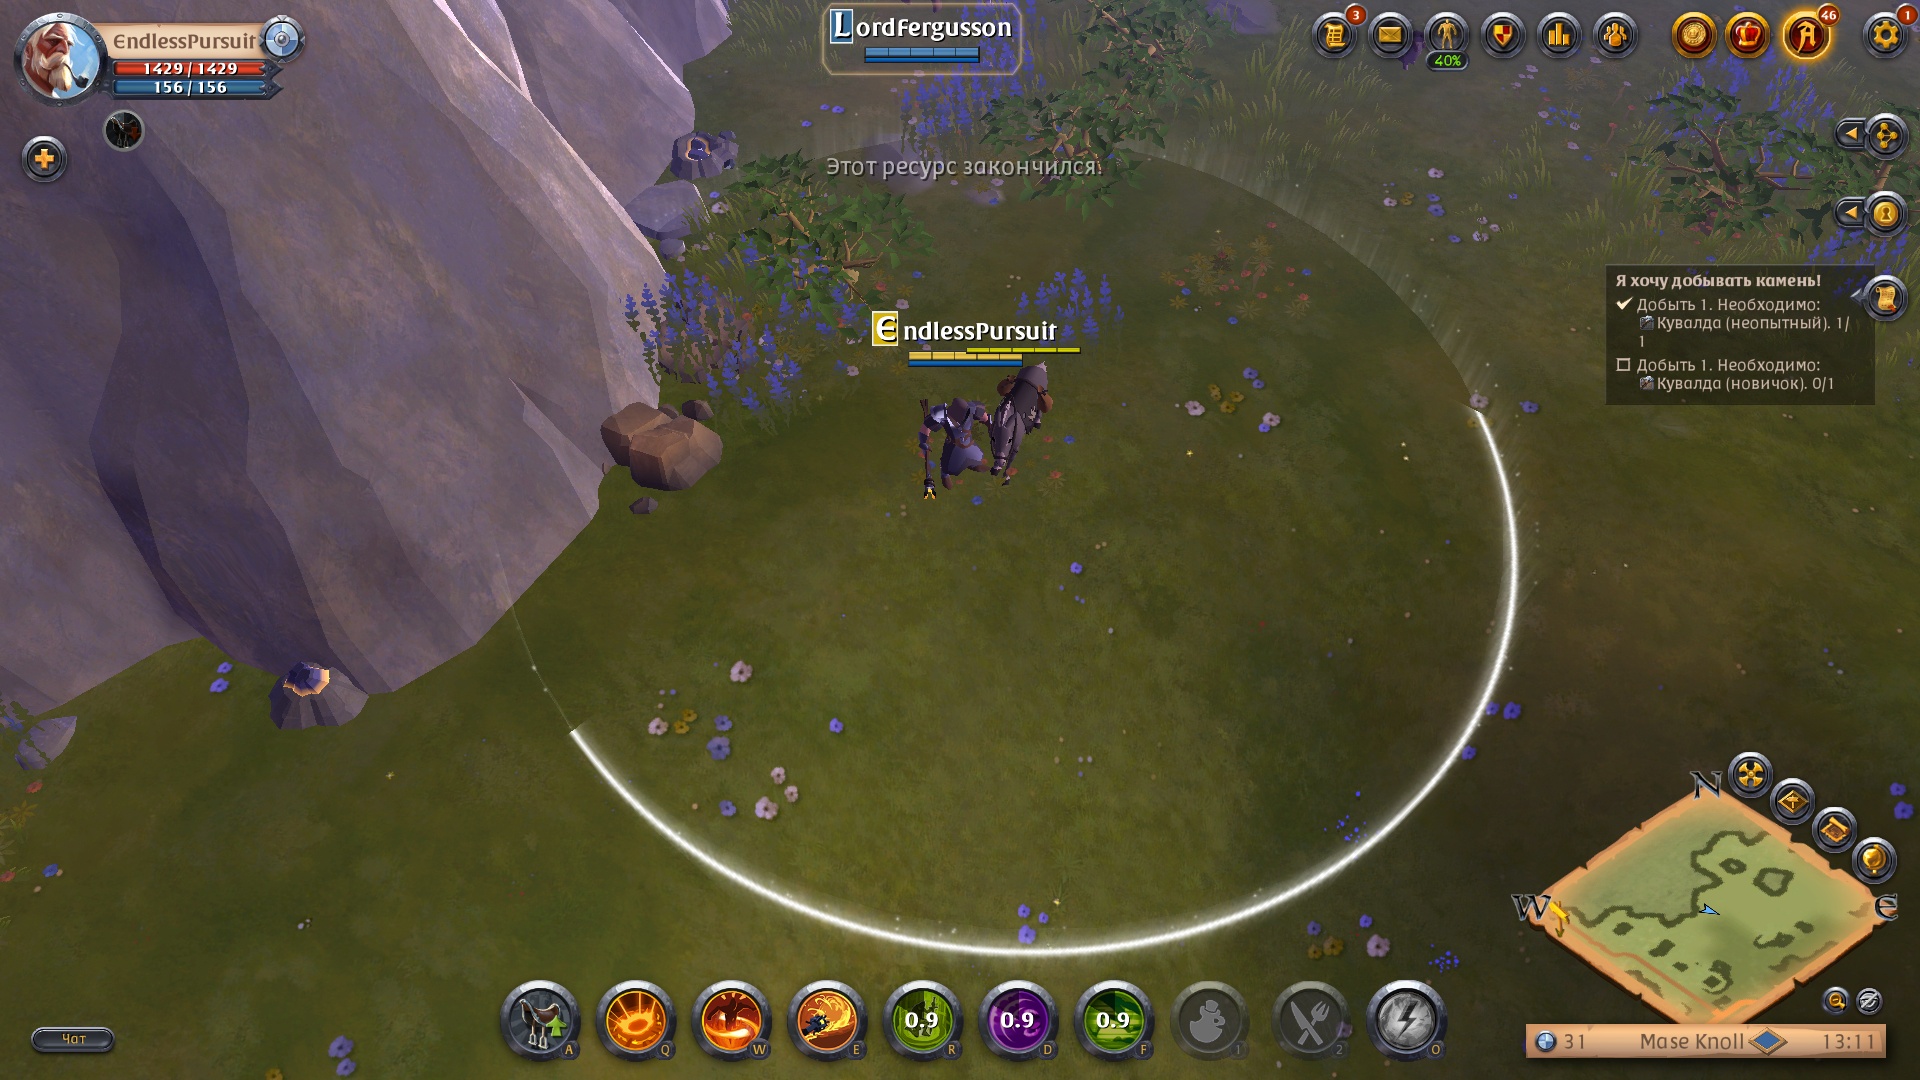 EndlessPursuit
1429 / 1429
156 / 156
LordFergusson
3
40%
46
1
Этот ресурс закончился.
EndlessPursuit
Я хочу добывать камень!
Добыть 1. Необходимо:
Кувалда (неопытный). 1/
1
Добыть 1. Необходимо:
Кувалда (новичок). 0/1
N
W
E
A
Q
W
E
0.9
R
0.9
D
0.9
F
1
2
O
Чат
31
Mase Knoll
13:11